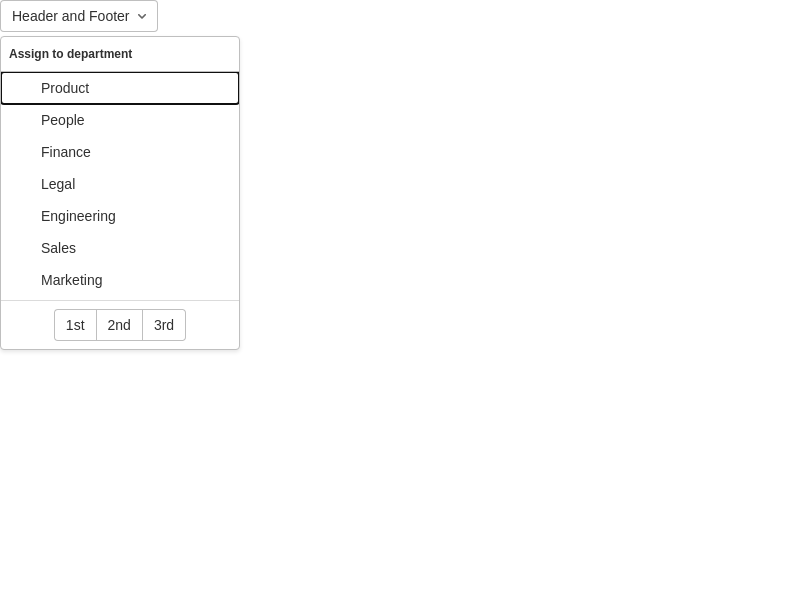 Header and Footer
Assign to department
Product
People
Finance
Legal
Engineering
Sales
Marketing
1st 2nd 3rd